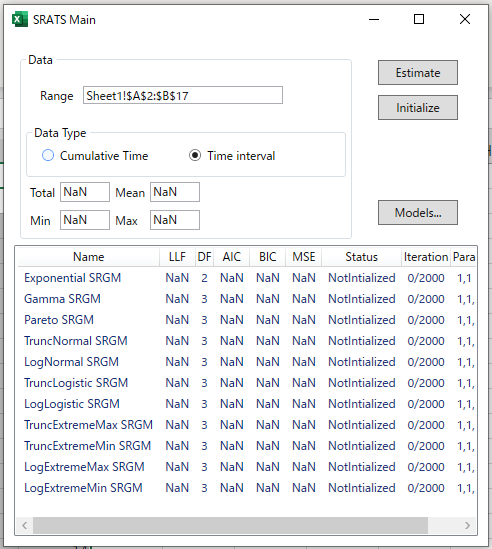 SRATS Main
Data
Range Sheet1!$A$2:$B$17
Data Type
Cumulative Time Time interval
Total NaN Mean NaN
Min NaN Max NaN
Estimate
Initialize
Models...
Name LLF DF AIC BIC MSE Status Iteration Para
Exponential SRGM NaN 2 NaN NaN NaN NotIntialized 0/2000 1,1
Gamma SRGM NaN 3 NaN NaN NaN NotIntialized 0/2000 1,1,
Pareto SRGM NaN 3 NaN NaN NaN NotIntialized 0/2000 1,1,
TruncNormal SRGM NaN 3 NaN NaN NaN NotIntialized 0/2000 1,1,
LogNormal SRGM NaN 3 NaN NaN NaN NotIntialized 0/2000 1,1,
TruncLogistic SRGM NaN 3 NaN NaN NaN NotIntialized 0/2000 1,1,
LogLogistic SRGM NaN 3 NaN NaN NaN NotIntialized 0/2000 1,1,
TruncExtremeMax SRGM NaN 3 NaN NaN NaN NotIntialized 0/2000 1,1,
TruncExtremeMin SRGM NaN 3 NaN NaN NaN NotIntialized 0/2000 1,1,
LogExtremeMax SRGM NaN 3 NaN NaN NaN NotIntialized 0/2000 1,1,
LogExtremeMin SRGM NaN 3 NaN NaN NaN NotIntialized 0/2000 1,1,